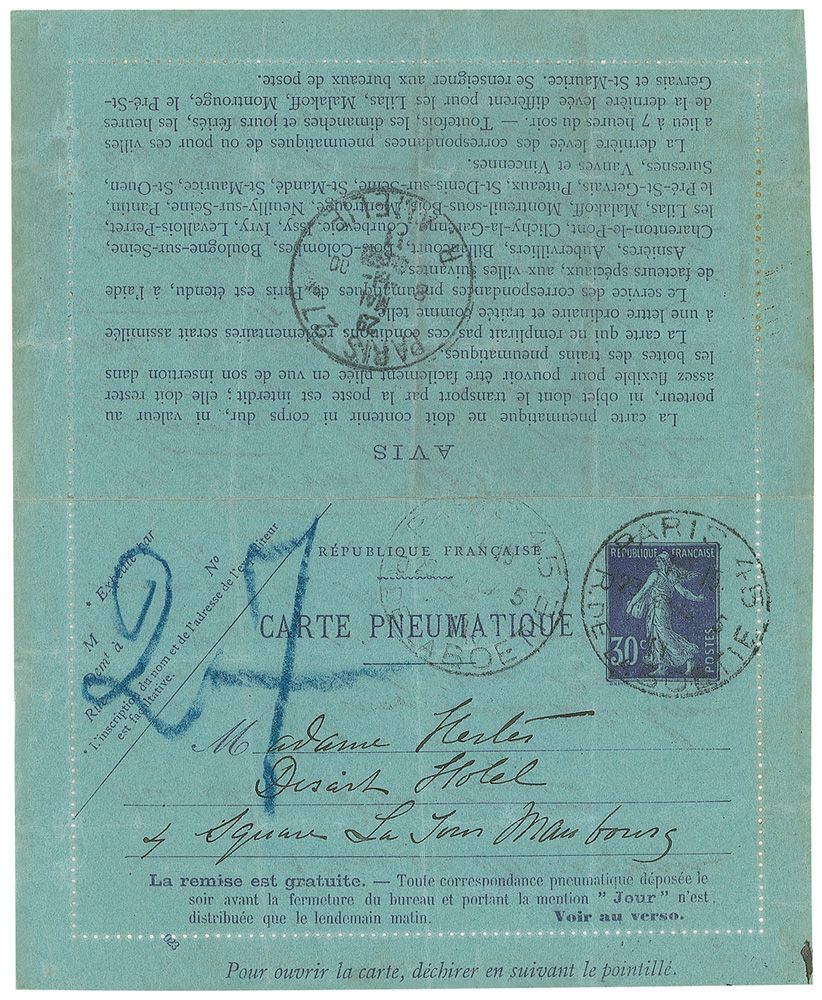 AVIS
La carte pneumatique ne doit contenir ni corps dur, ni valeur au
porteur, ni objet dont le transport par la poste est interdit ; elle doit rester
assez flexible pour pouvoir être facilement pliée en vue de son insertion dans
les boîtes des trains pneumatiques.
La carte qui ne remplirait pas ces conditions réglementaires serait assimilée
à une lettre ordinaire et traitée comme telle.
Le service des correspondances pneumatiques de Paris est étendu, à l'aide
de facteurs spéciaux, aux villes suivantes :
Asnières, Aubervilliers, Billancourt, Bois-Colombes, Boulogne-sur-Seine,
Charenton-le-Pont, Clichy-la-Garenne, Courbevoie, Issy, Ivry, Levallois-Perret,
les Lilas, Malakoff, Montreuil-sous-Bois, Montrouge, Neuilly-sur-Seine, Pantin,
le Pré-St-Gervais, Puteaux, St-Denis-sur-Seine, St-Mandé, St-Maurice, St-Ouen,
Suresnes, Vanves et Vincennes.
La dernière levée des correspondances pneumatiques de ou pour ces villes
a lieu à 7 heures du soir. — Toutefois, les dimanches et jours fériés, les heures
de la dernière levée diffèrent pour les Lilas, Malakoff, Montrouge, le Pré-St-
Gervais et St-Maurice. Se renseigner aux bureaux de poste.
PARIS 27
29
MAI
00
27
M * Expédié par
Remt à
N°
L'inscription du nom et de l'adresse de l'expéditeur
est facultative.
RÉPUBLIQUE FRANÇAISE
CARTE PNEUMATIQUE
PARIS 45
RÉPUBLIQUE FRANÇAISE
30c
POSTES
Madame
Hotel
4 Square La Tour Maubourg
La remise est gratuite. — Toute correspondance pneumatique déposée le
soir avant la fermeture du bureau et portant la mention " Jour " n'est
distribuée que le lendemain matin. Voir au verso.
023
Pour ouvrir la carte, déchirer en suivant le pointillé.